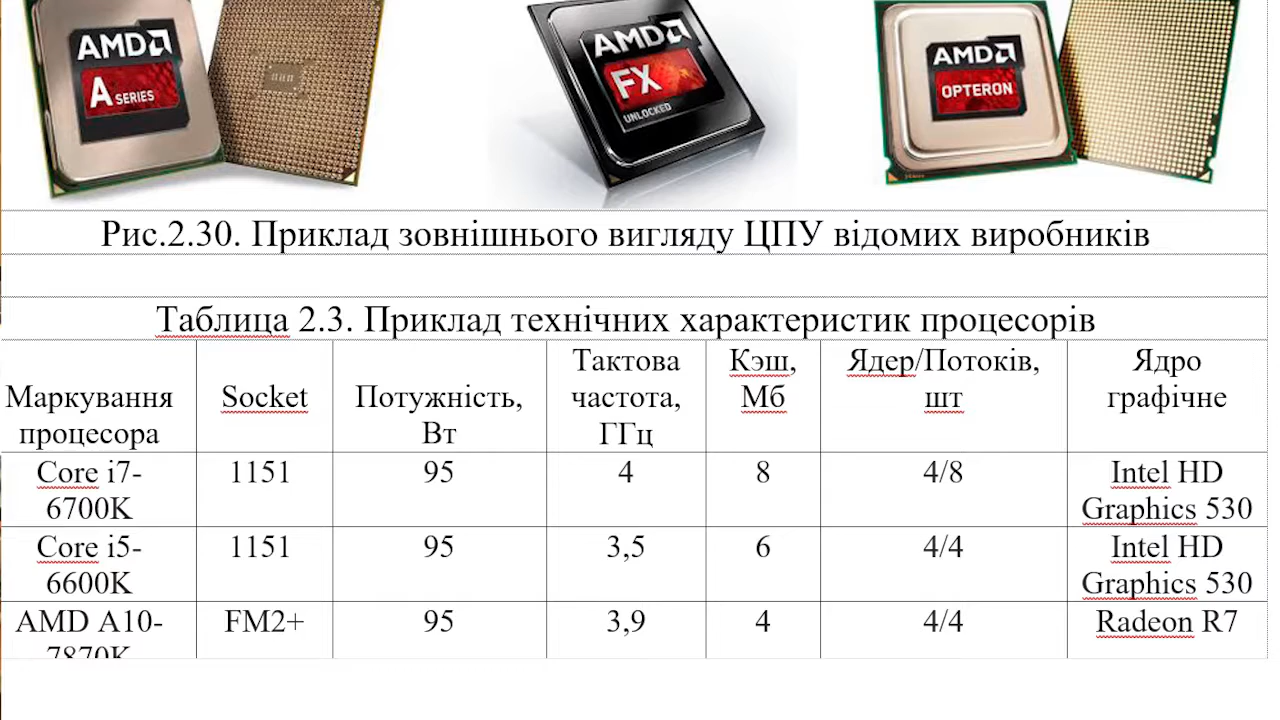 AMD
A SERIES
AMD
FX
UNLOCKED
AMD
OPTERON
Рис.2.30. Приклад зовнішнього вигляду ЦПУ відомих виробників
Таблица 2.3. Приклад технічних характеристик процесорів
Маркування
процесора
Socket
Потужність,
Вт
Тактова
частота,
ГГц
Кэш,
Мб
Ядер/Потоків,
шт
Ядро
графічне
Core i7-
6700K
1151
95
4
8
4/8
Intel HD
Graphics 530
Core i5-
6600K
1151
95
3,5
6
4/4
Intel HD
Graphics 530
AMD A10-
7870K
FM2+
95
3,9
4
4/4
Radeon R7